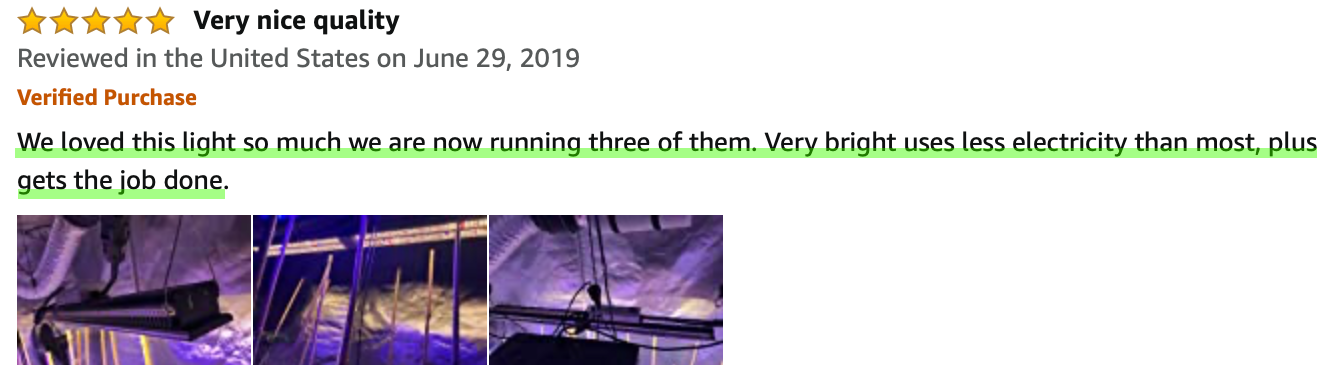 Very nice quality
Reviewed in the United States on June 29, 2019
Verified Purchase
We loved this light so much we are now running three of them. Very bright uses less electricity than most, plus
gets the job done.